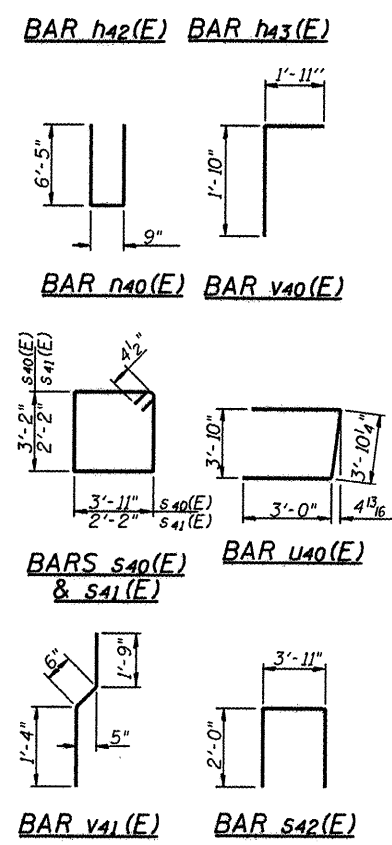 BAR h42(E) BAR h43(E)
1'-11"
6'-5"
1'-10"
9"
BAR n40(E) BAR v40(E)
s40(E)
s41(E)
4½"
3'-2"
2'-2"
3'-10"
3'-10¼"
3'-11" s40(E)
2'-2" s41(E)
3'-0" 4 13/16
BARS s40(E)
& s41(E)
BAR u40(E)
6"
1'-9"
3'-11"
1'-4"
5"
2'-0"
BAR v41(E) BAR s42(E)